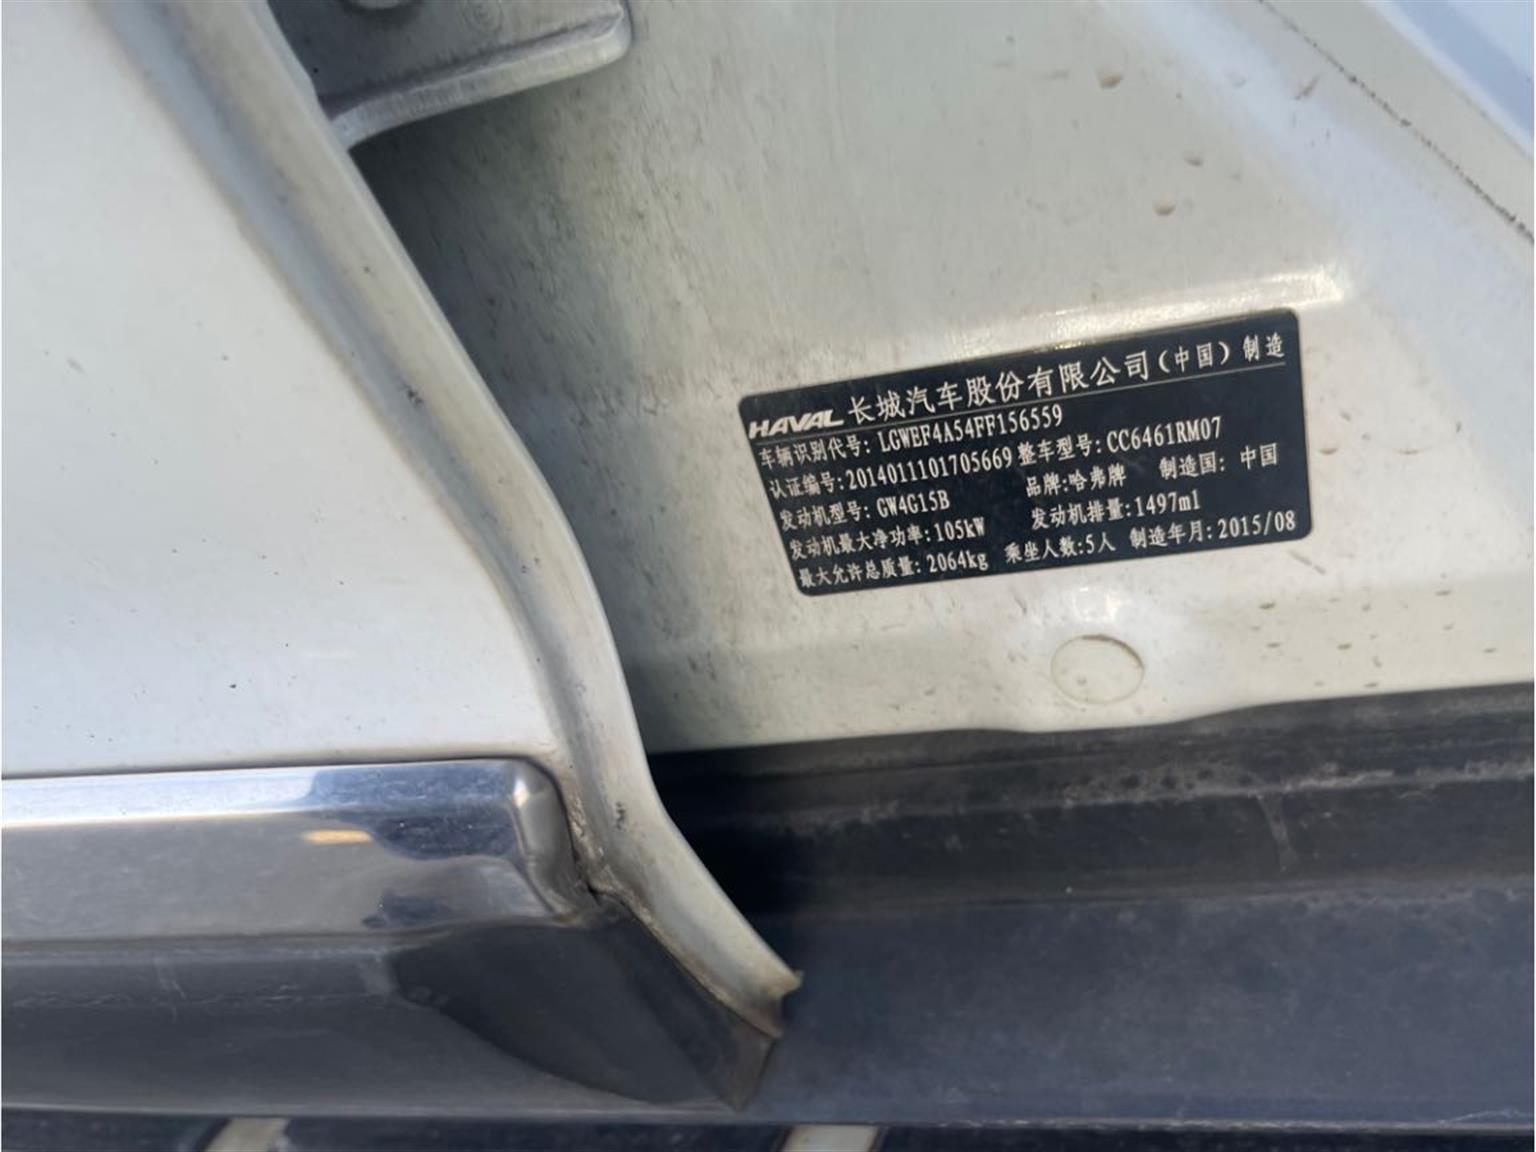 HAVAL 长城汽车股份有限公司(中国)制造
车辆识别代号: LGWEF4A54FF156559
认证编号:2014011101705669 整车型号: CC6461RM07
发动机型号: GW4G15B 品牌:哈弗牌 制造国: 中国
发动机最大净功率:105kW 发动机排量:1497ml
最大允许总质量: 2064kg 乘坐人数:5人 制造年月: 2015/08